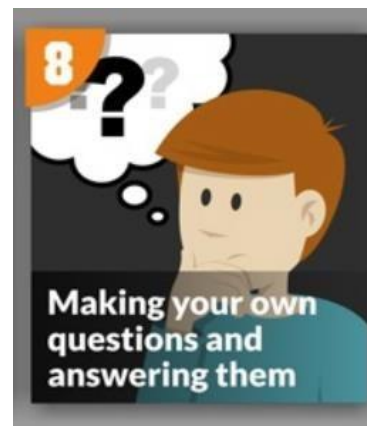 8
? ? ?
Making your own
questions and
answering them